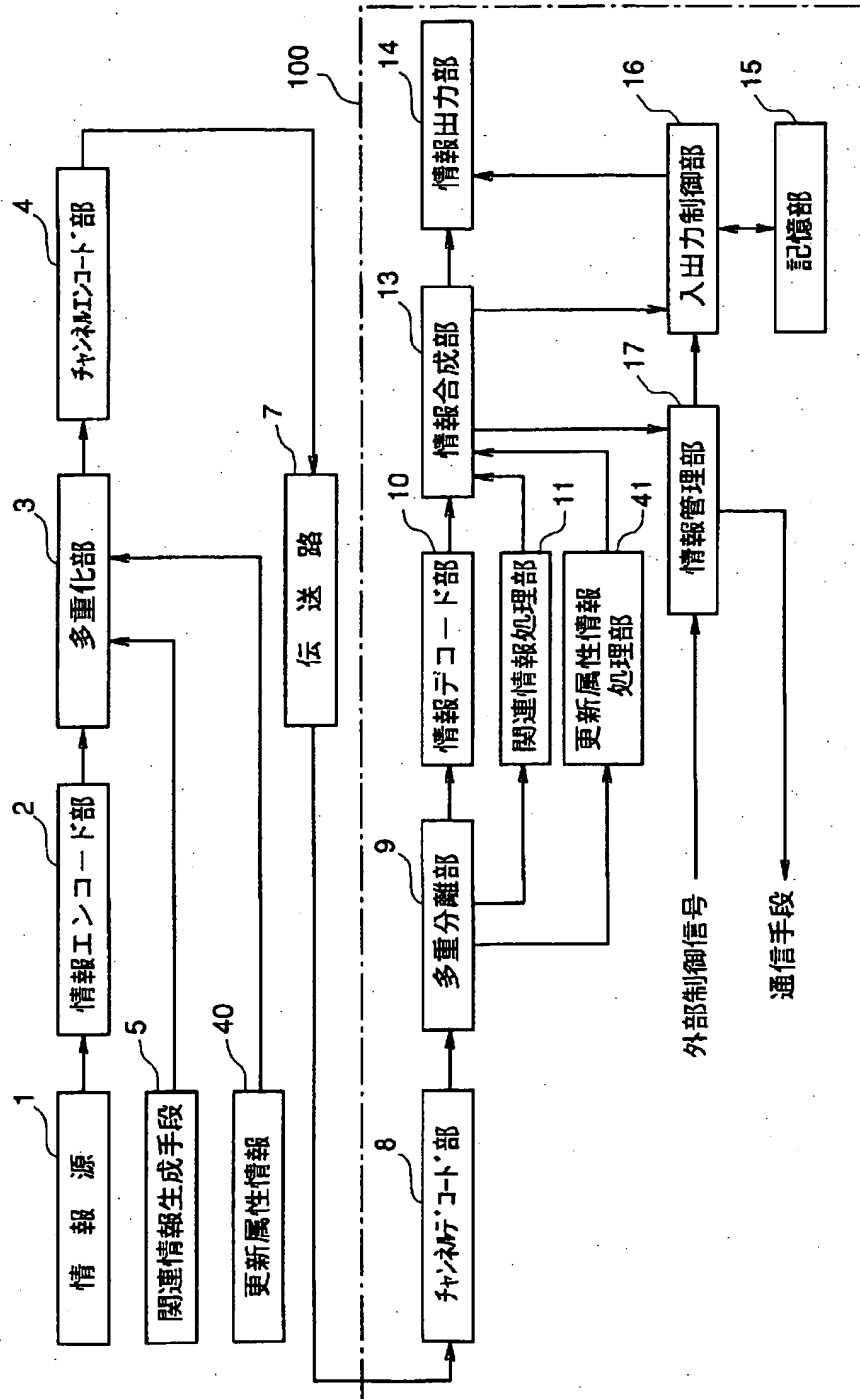 1
情報源
2
情報エンコード部
3
多重化部
4
チャンネルエンコード部
5
関連情報生成手段
40
更新属性情報
7
伝送路
100
8
チャンネルデコード部
9
多重分離部
10
情報デコード部
11
関連情報処理部
41
更新属性情報
処理部
13
情報合成部
14
情報出力部
16
入出力制御部
15
記憶部
17
情報管理部
外部制御信号
通信手段